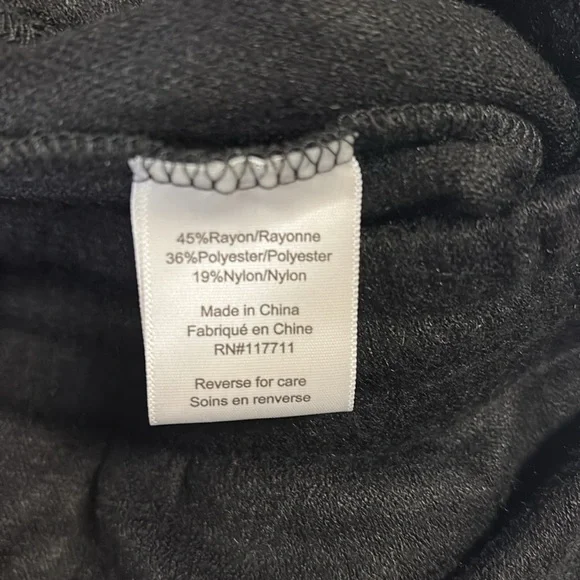 45%Rayon/Rayonne
36%Polyester/Polyester
19%Nylon/Nylon
Made in China
Fabriqué en Chine
RN#117711
Reverse for care
Soins en renverse